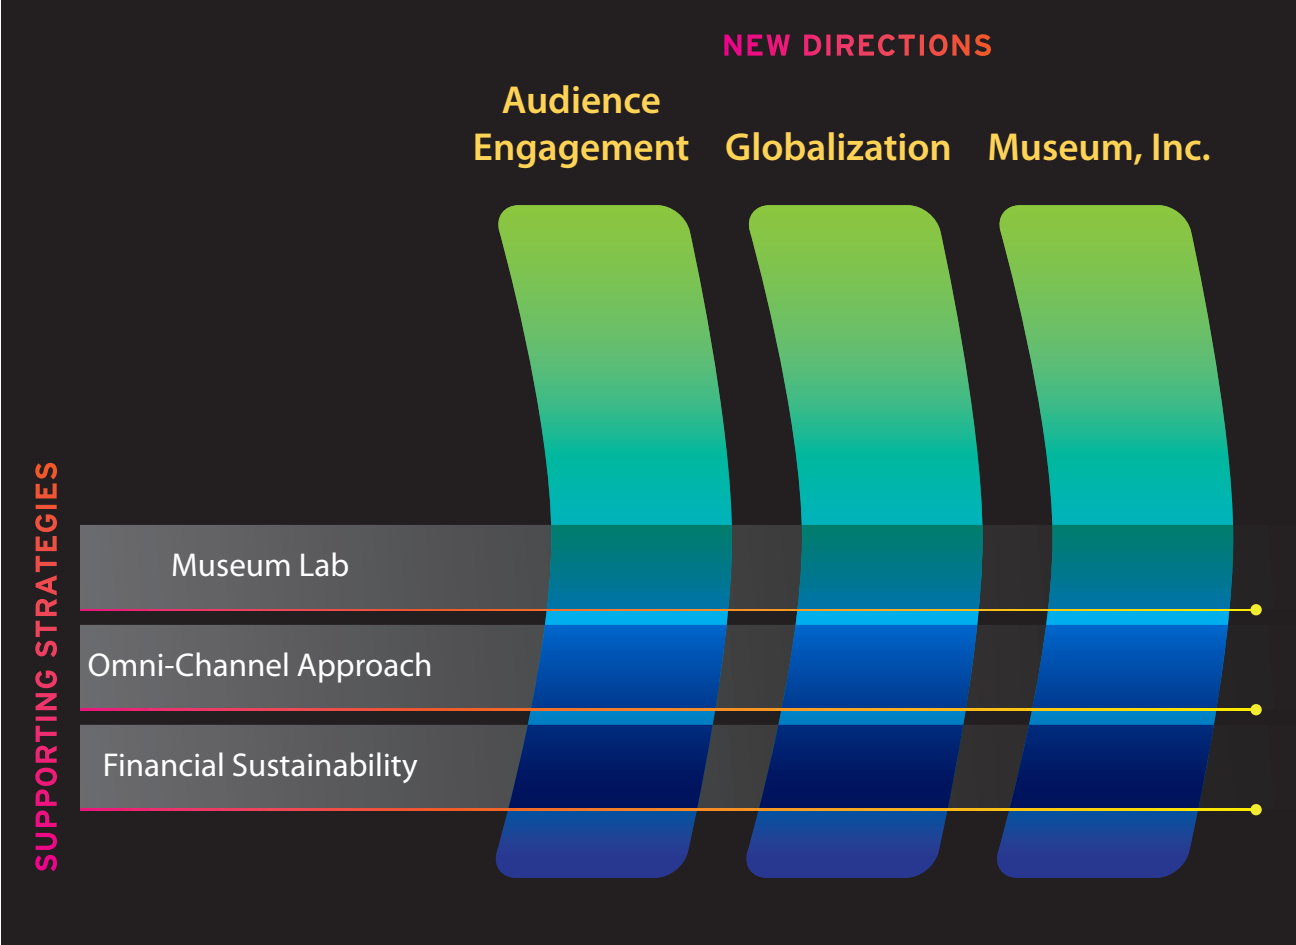 NEW DIRECTIONS
Audience
Engagement
Globalization
Museum, Inc.
SUPPORTING STRATEGIES
Museum Lab
Omni-Channel Approach
Financial Sustainability